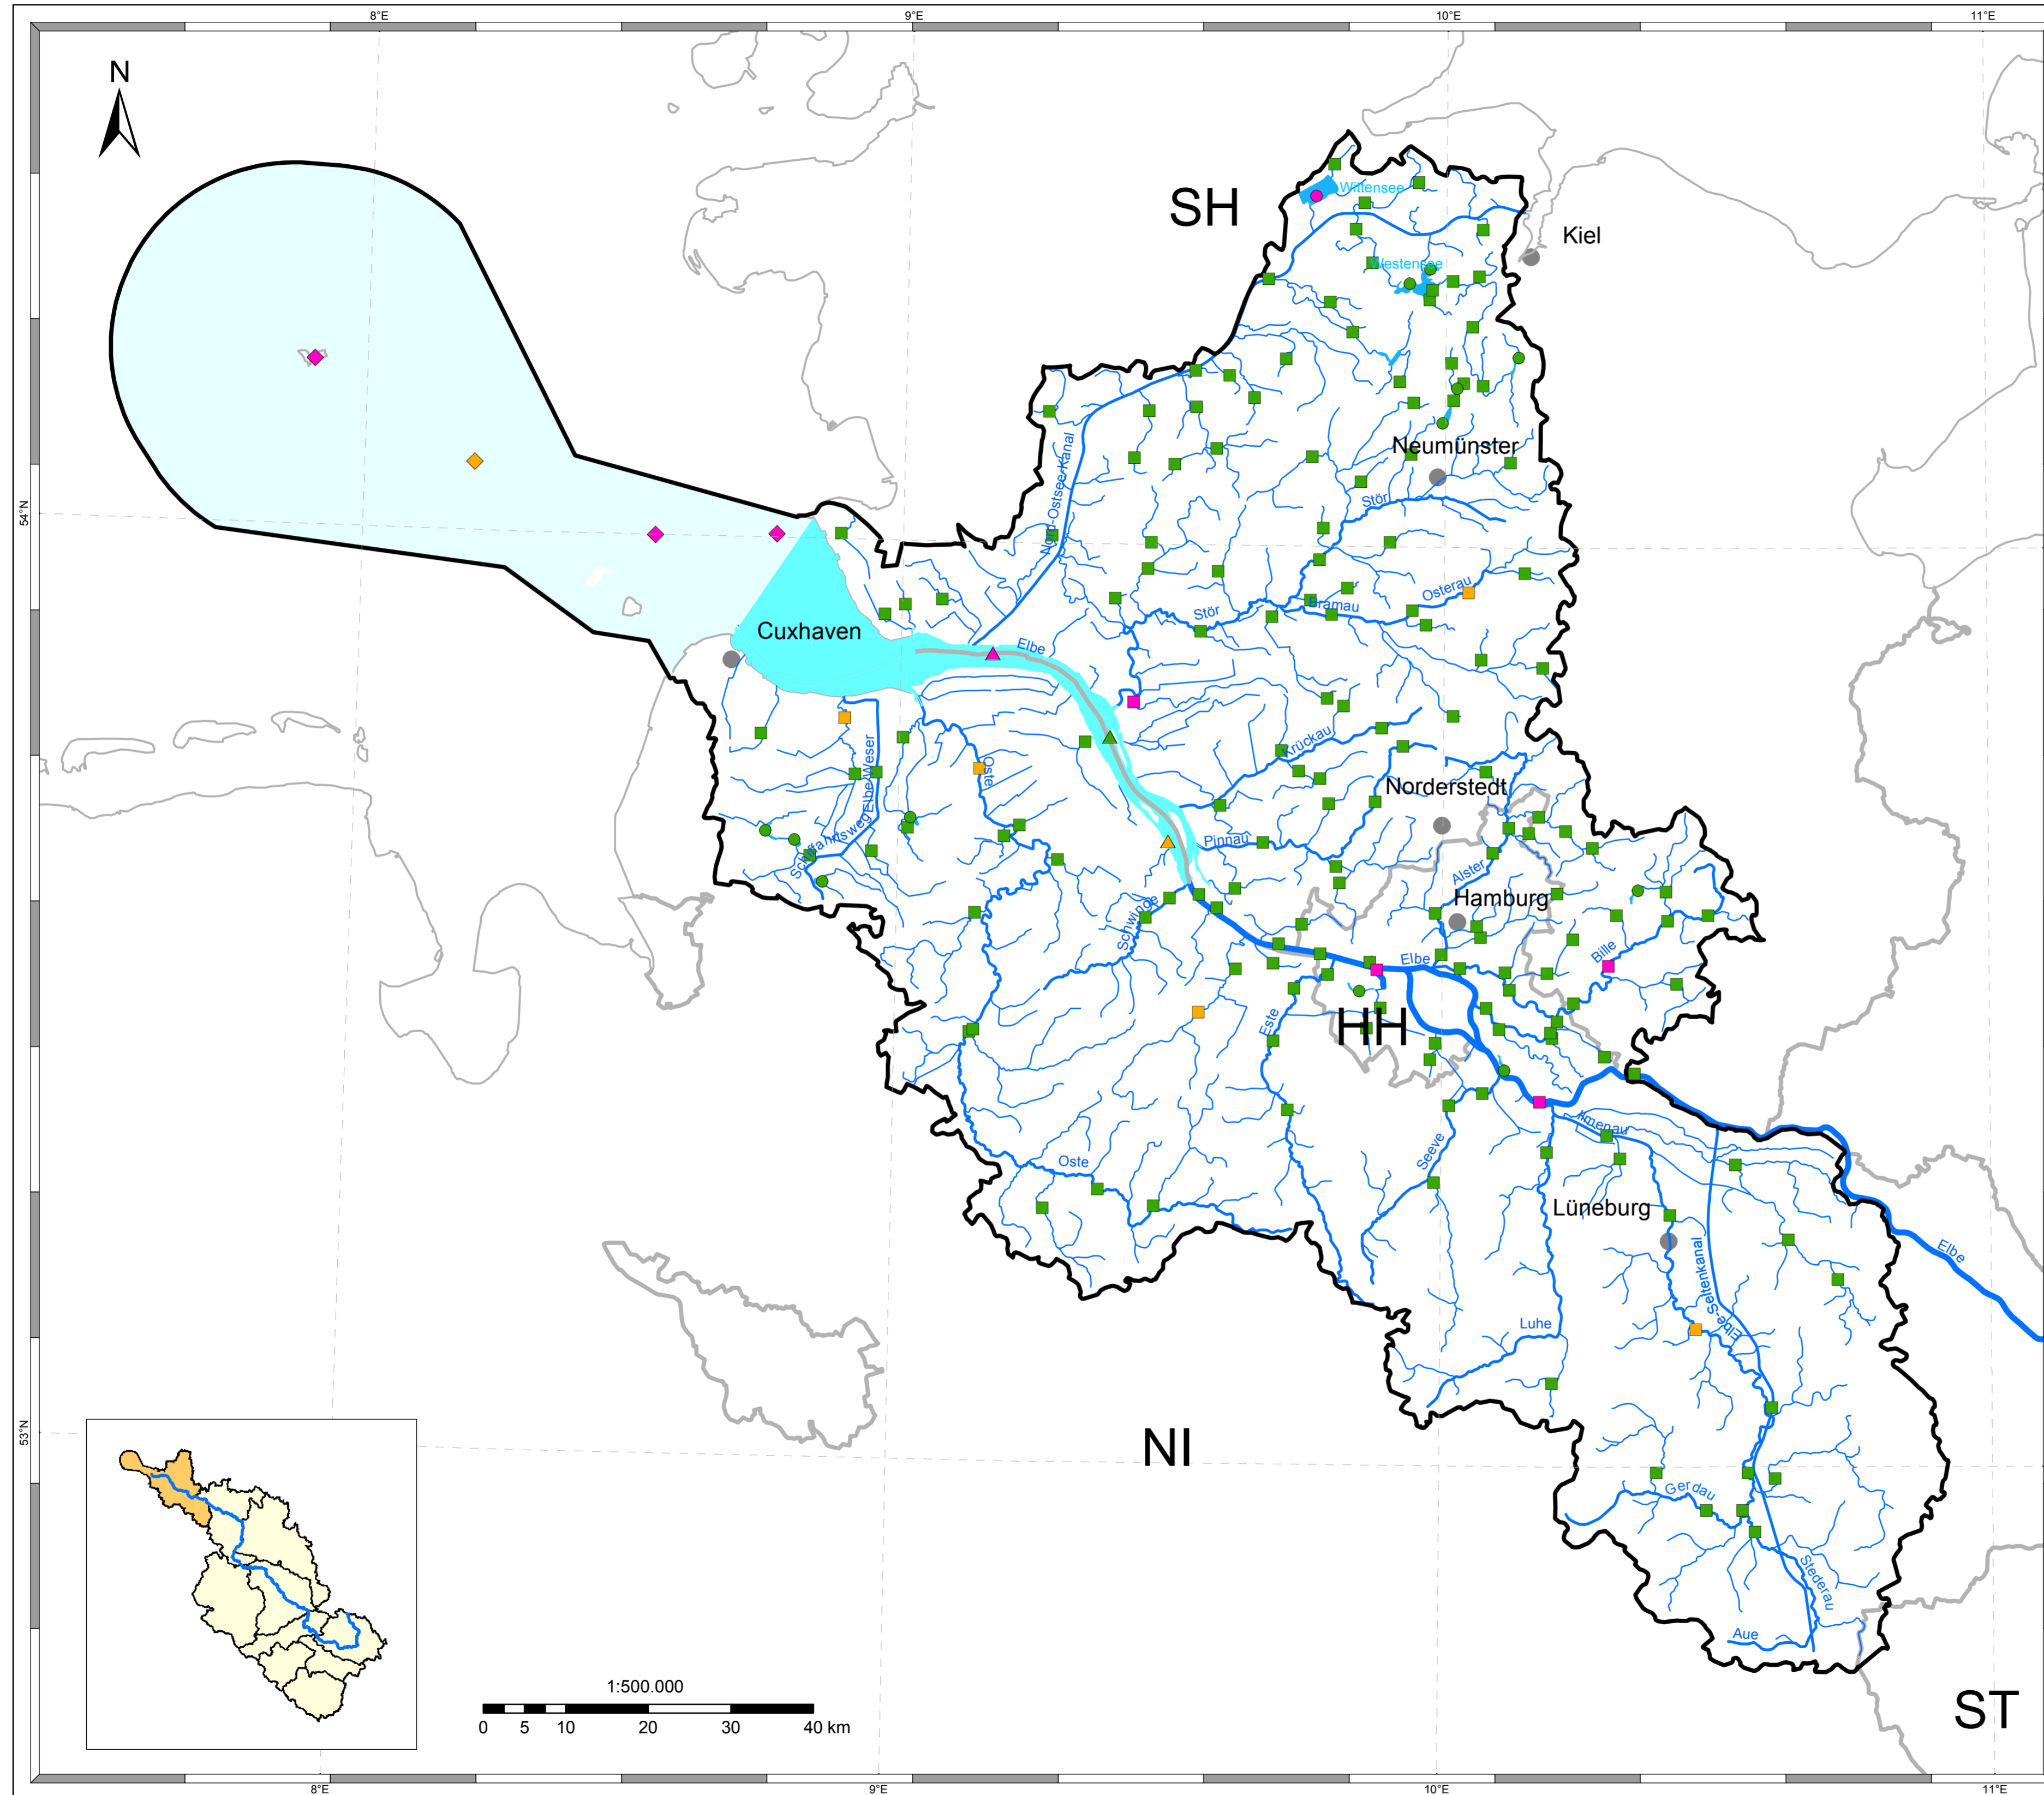 8°E
9°E
10°E
11°E
N
SH
Wittensee
Kiel
Westensee
Neumünster
Nord-Ostsee-Kanal
Stör
54°N
Osterau
Bramau
Stör
Cuxhaven
Elbe
Krückau
Oste
Schiffahrtsweg Elbe-Weser
Norderstedt
Pinnau
Alster
Hamburg
Schwinge
Bille
Elbe
Este
HH
Ilmenau
Seeve
Oste
Lüneburg
Elbe
Elbe-Seitenkanal
Luhe
53°N
NI
Gerdau
Stederau
Aue
1:500.000
0 5 10 20 30 40 km
ST
8°E
9°E
10°E
11°E